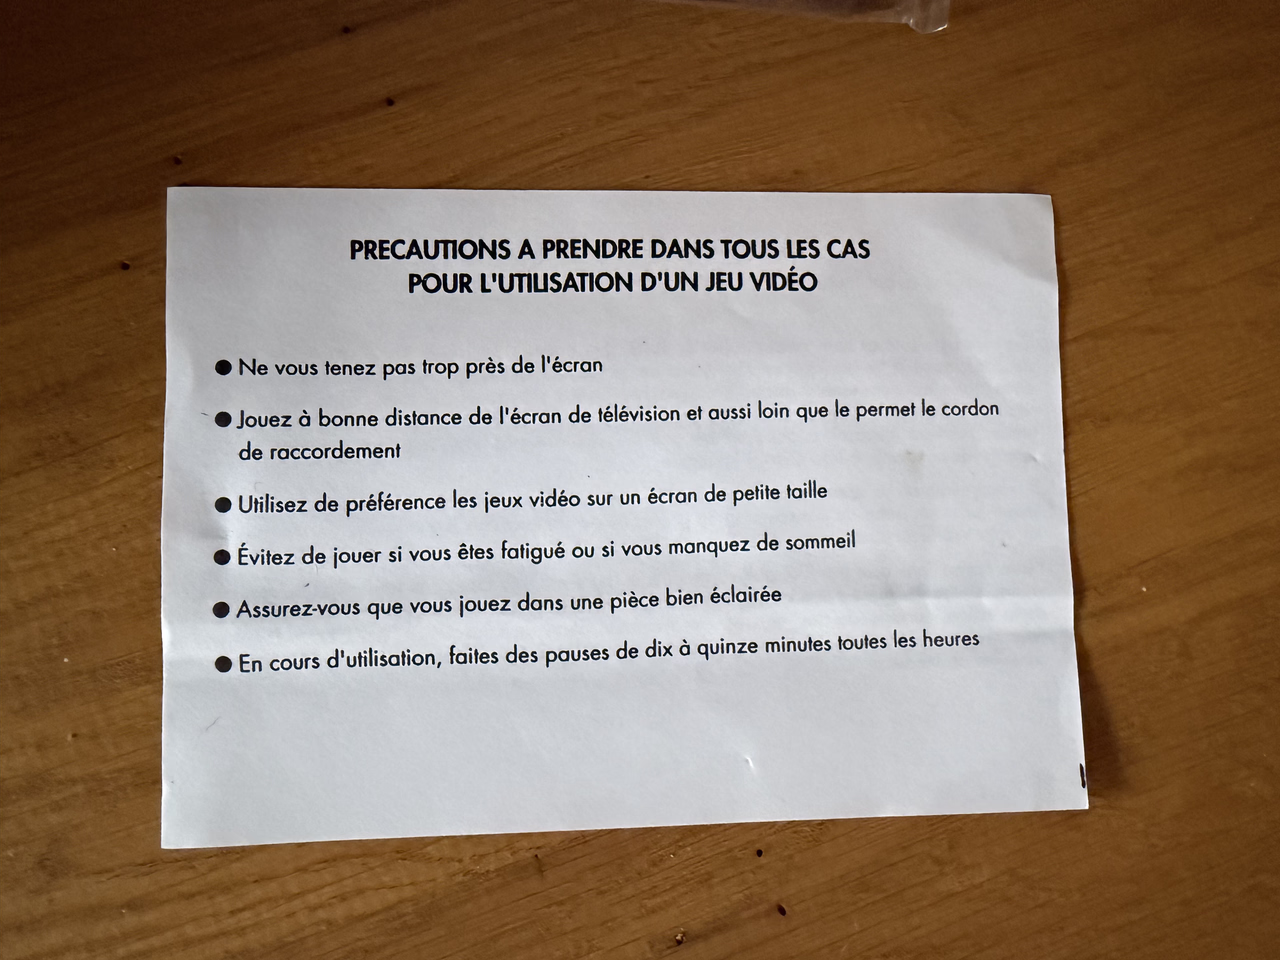 PRECAUTIONS A PRENDRE DANS TOUS LES CAS
POUR L'UTILISATION D'UN JEU VIDÉO
● Ne vous tenez pas trop près de l'écran
● Jouez à bonne distance de l'écran de télévision et aussi loin que le permet le cordon
de raccordement
● Utilisez de préférence les jeux vidéo sur un écran de petite taille
● Évitez de jouer si vous êtes fatigué ou si vous manquez de sommeil
● Assurez-vous que vous jouez dans une pièce bien éclairée
● En cours d'utilisation, faites des pauses de dix à quinze minutes toutes les heures